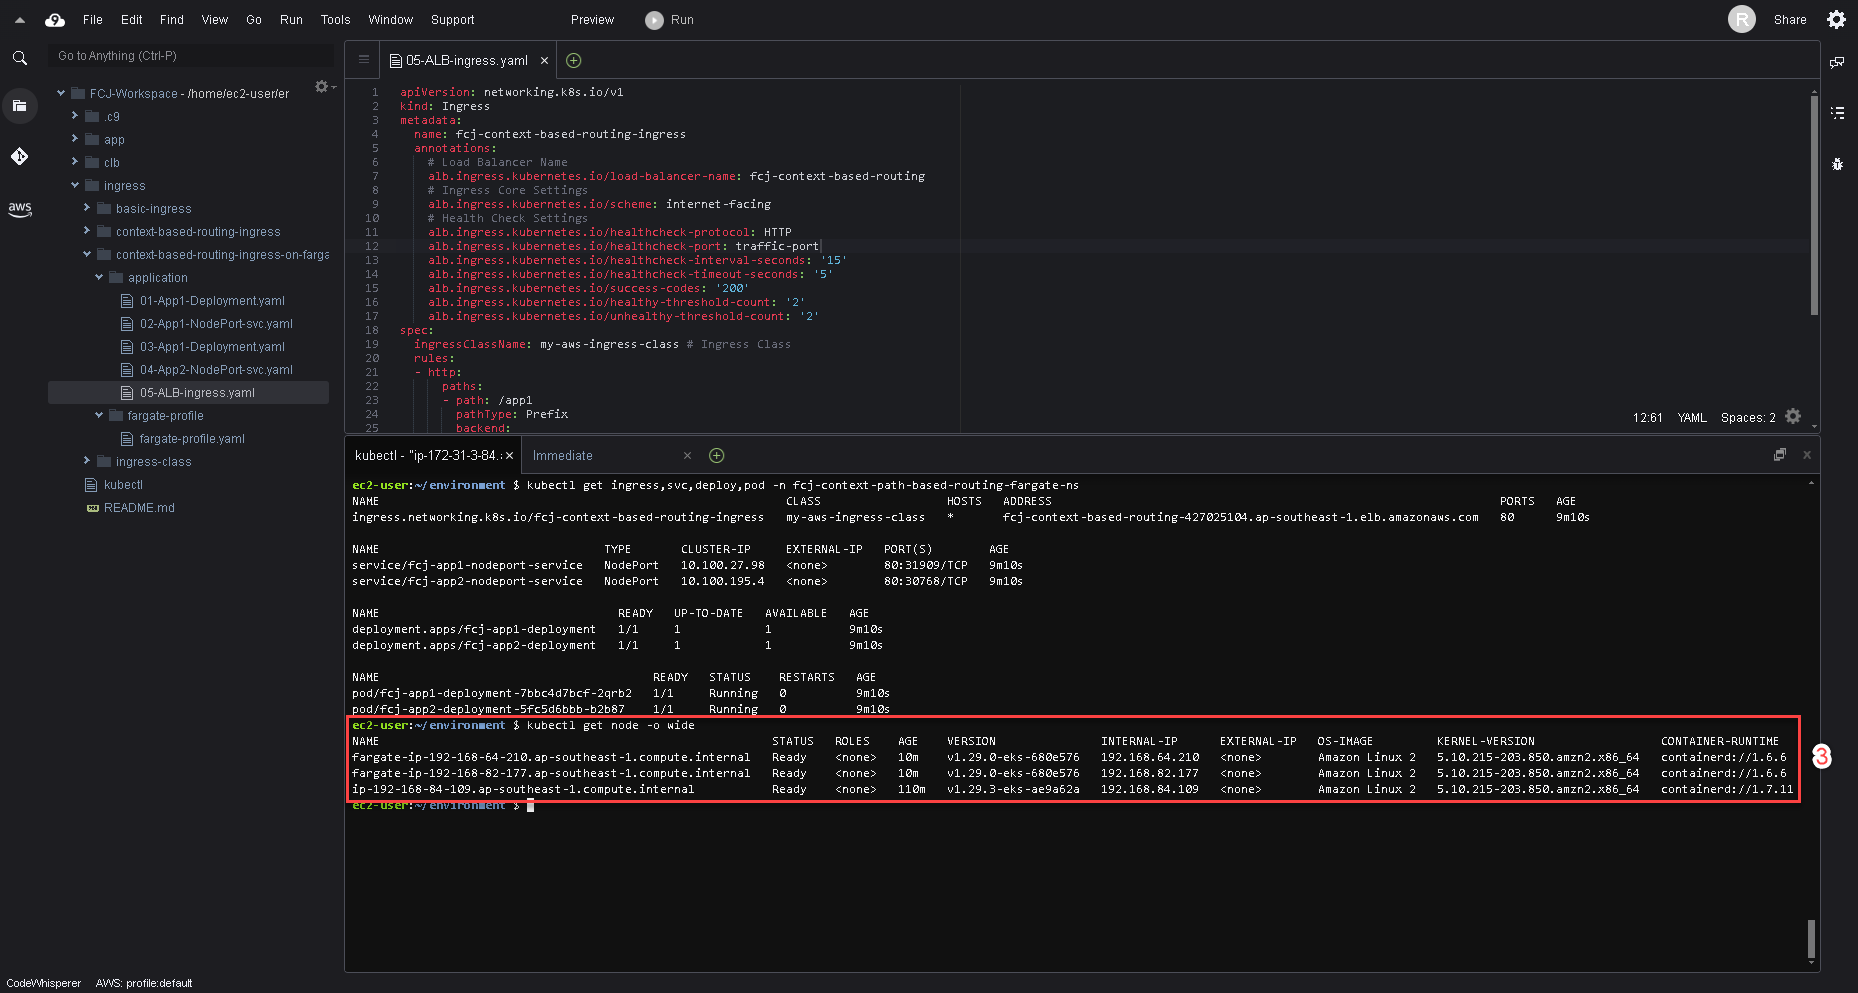 File Edit Find View Go Run Tools Window Support Preview Run R Share
Go to Anything (Ctrl-P)
FCJ-Workspace - /home/ec2-user/er
.c9
app
clb
ingress
basic-ingress
context-based-routing-ingress
context-based-routing-ingress-on-farga
application
01-App1-Deployment.yaml
02-App1-NodePort-svc.yaml
03-App1-Deployment.yaml
04-App2-NodePort-svc.yaml
05-ALB-ingress.yaml
fargate-profile
fargate-profile.yaml
ingress-class
kubectl
README.md
aws
05-ALB-ingress.yaml
1 apiVersion: networking.k8s.io/v1
2 kind: Ingress
3 metadata:
4 name: fcj-context-based-routing-ingress
5 annotations:
6 # Load Balancer Name
7 alb.ingress.kubernetes.io/load-balancer-name: fcj-context-based-routing
8 # Ingress Core Settings
9 alb.ingress.kubernetes.io/scheme: internet-facing
10 # Health Check Settings
11 alb.ingress.kubernetes.io/healthcheck-protocol: HTTP
12 alb.ingress.kubernetes.io/healthcheck-port: traffic-port
13 alb.ingress.kubernetes.io/healthcheck-interval-seconds: '15'
14 alb.ingress.kubernetes.io/healthcheck-timeout-seconds: '5'
15 alb.ingress.kubernetes.io/success-codes: '200'
16 alb.ingress.kubernetes.io/healthy-threshold-count: '2'
17 alb.ingress.kubernetes.io/unhealthy-threshold-count: '2'
18 spec:
19 ingressClassName: my-aws-ingress-class # Ingress Class
20 rules:
21 - http:
22 paths:
23 - path: /app1
24 pathType: Prefix
25 backend:
12:61 YAML Spaces: 2
kubectl - "ip-172-31-3-84. Immediate
ec2-user:~/environment $ kubectl get ingress,svc,deploy,pod -n fcj-context-path-based-routing-fargate-ns
NAME CLASS HOSTS ADDRESS PORTS AGE
ingress.networking.k8s.io/fcj-context-based-routing-ingress my-aws-ingress-class * fcj-context-based-routing-427025104.ap-southeast-1.elb.amazonaws.com 80 9m10s
NAME TYPE CLUSTER-IP EXTERNAL-IP PORT(S) AGE
service/fcj-app1-nodeport-service NodePort 10.100.27.98 <none> 80:31909/TCP 9m10s
service/fcj-app2-nodeport-service NodePort 10.100.195.4 <none> 80:30768/TCP 9m10s
NAME READY UP-TO-DATE AVAILABLE AGE
deployment.apps/fcj-app1-deployment 1/1 1 1 9m10s
deployment.apps/fcj-app2-deployment 1/1 1 1 9m10s
NAME READY STATUS RESTARTS AGE
pod/fcj-app1-deployment-7bbc4d7bcf-2qrb2 1/1 Running 0 9m10s
pod/fcj-app2-deployment-5fc5d6bbb-b2b87 1/1 Running 0 9m10s
ec2-user:~/environment $ kubectl get node -o wide
NAME STATUS ROLES AGE VERSION INTERNAL-IP EXTERNAL-IP OS-IMAGE KERNEL-VERSION CONTAINER-RUNTIME
fargate-ip-192-168-64-210.ap-southeast-1.compute.internal Ready <none> 10m v1.29.0-eks-680e576 192.168.64.210 <none> Amazon Linux 2 5.10.215-203.850.amzn2.x86_64 containerd://1.6.6
fargate-ip-192-168-82-177.ap-southeast-1.compute.internal Ready <none> 10m v1.29.0-eks-680e576 192.168.82.177 <none> Amazon Linux 2 5.10.215-203.850.amzn2.x86_64 containerd://1.6.6
ip-192-168-84-109.ap-southeast-1.compute.internal Ready <none> 110m v1.29.3-eks-ae9a62a 192.168.84.109 <none> Amazon Linux 2 5.10.215-203.850.amzn2.x86_64 containerd://1.7.11
ec2-user:~/environment $
3
CodeWhisperer AWS: profile:default